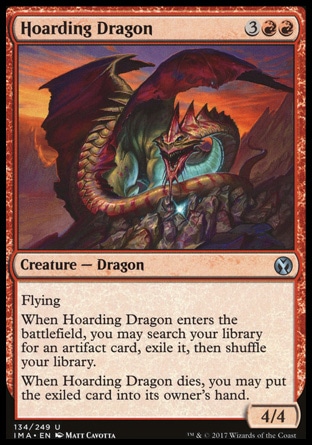 Hoarding Dragon 3
Creature — Dragon
Flying
When Hoarding Dragon enters the
battlefield, you may search your library
for an artifact card, exile it, then shuffle
your library.
When Hoarding Dragon dies, you may put
the exiled card into its owner's hand.
4/4
134/249 U
IMA • EN Matt Cavotta
™ & © 2017 Wizards of the Coast